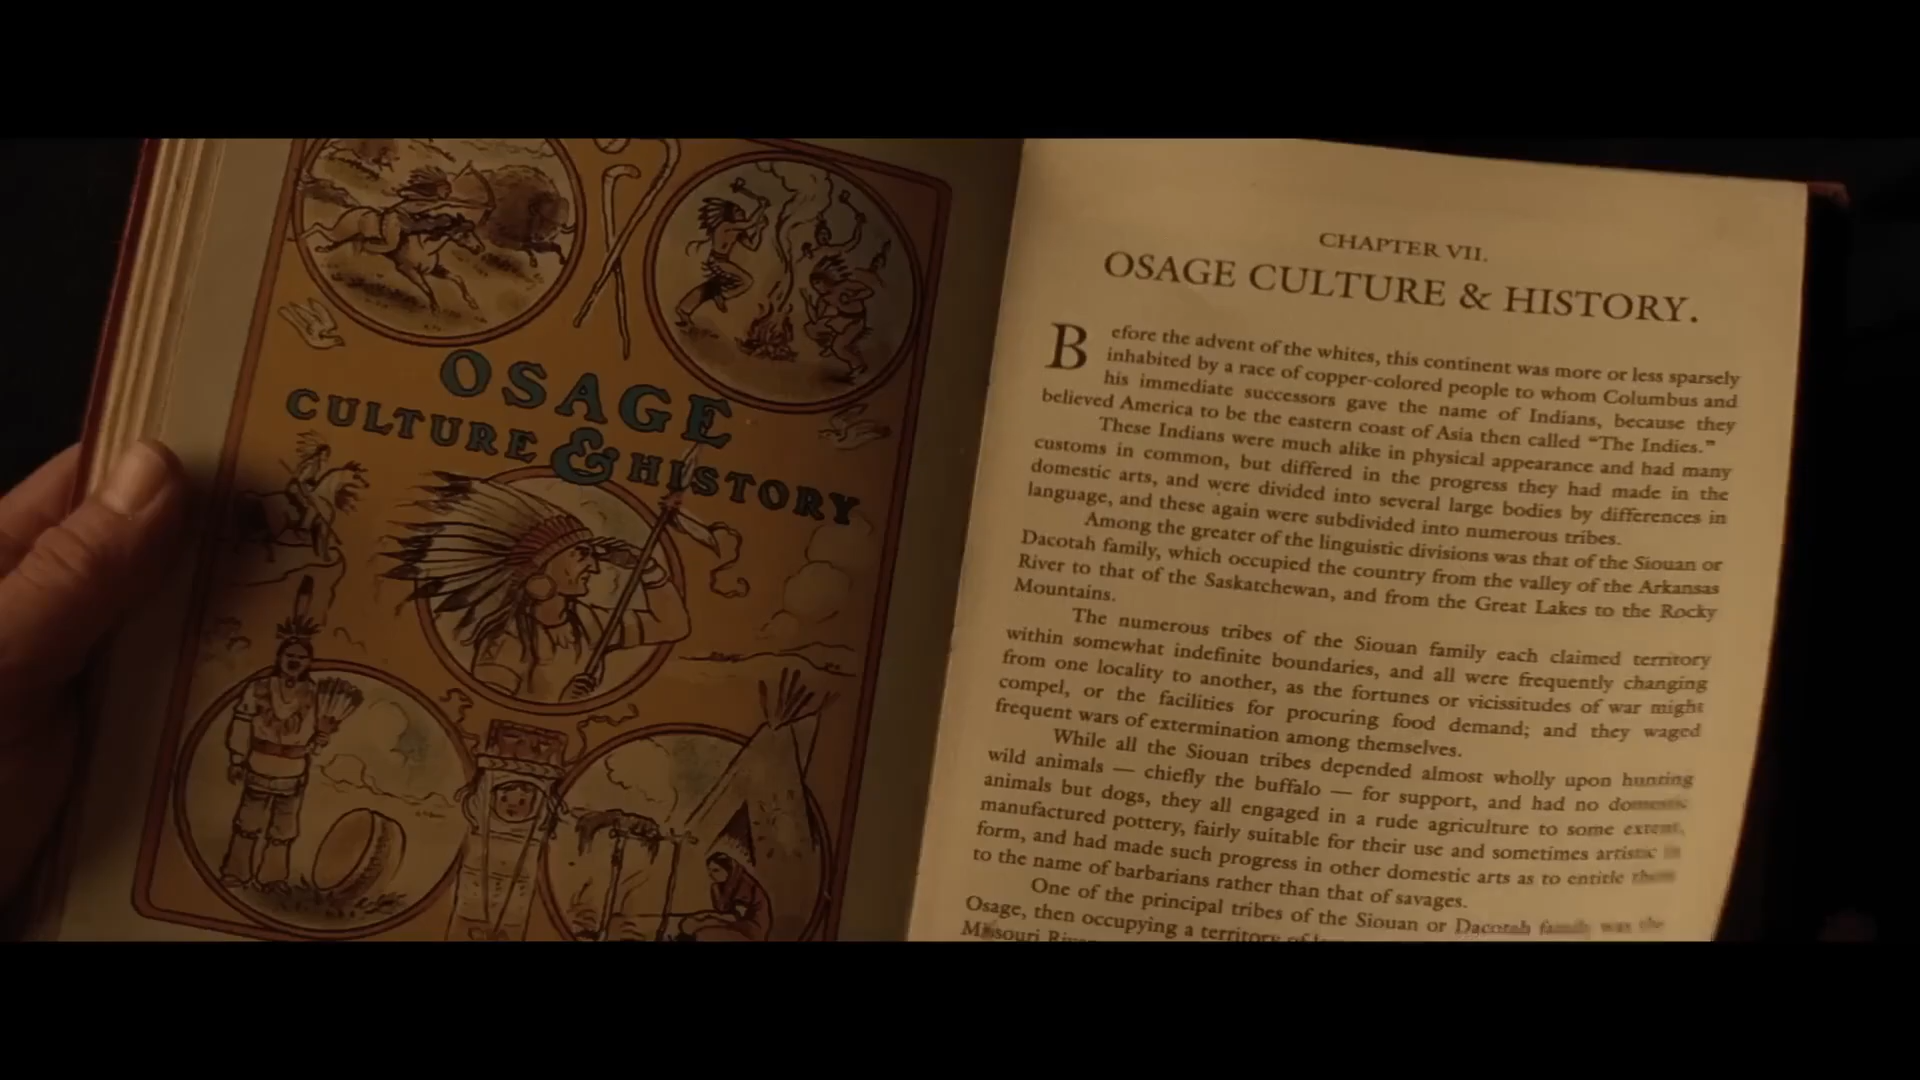 OSAGE
CULTURE & HISTORY
CHAPTER VII.
OSAGE CULTURE & HISTORY.
Before the advent of the whites, this continent was more or less sparsely
inhabited by a race of copper-colored people to whom Columbus and
his immediate successors gave the name of Indians, because they
believed America to be the eastern coast of Asia then called “The Indies.”
These Indians were much alike in physical appearance and had many
customs in common, but differed in the progress they had made in the
domestic arts, and were divided into several large bodies by differences in
language, and these again were subdivided into numerous tribes.
Among the greater of the linguistic divisions was that of the Siouan or
Dacotah family, which occupied the country from the valley of the Arkansas
River to that of the Saskatchewan, and from the Great Lakes to the Rocky
Mountains.
The numerous tribes of the Siouan family each claimed territory
within somewhat indefinite boundaries, and all were frequently changing
from one locality to another, as the fortunes or vicissitudes of war might
compel, or the facilities for procuring food demand; and they waged
frequent wars of extermination among themselves.
While all the Siouan tribes depended almost wholly upon hunting
wild animals — chiefly the buffalo — for support, and had no domestic
animals but dogs, they all engaged in a rude agriculture to some extent,
manufactured pottery, fairly suitable for their use and sometimes artistic in
form, and had made such progress in other domestic arts as to entitle them
to the name of barbarians rather than that of savages.
One of the principal tribes of the Siouan or Dacotah family was the
Osage, then occupying a territory of
Missouri